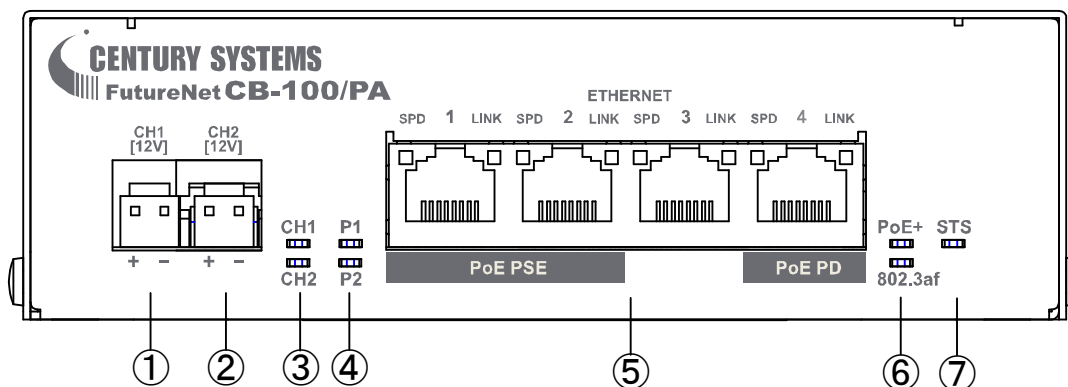 CENTURY SYSTEMS
FutureNet CB-100/PA
ETHERNET
SPD 1 LINK SPD 2 LINK SPD 3 LINK SPD 4 LINK
CH1 CH2
[12V] [12V]
CH1 P1 PoE+ STS
+ − + −
CH2 P2 PoE PSE PoE PD 802.3af
① ② ③ ④ ⑤ ⑥ ⑦